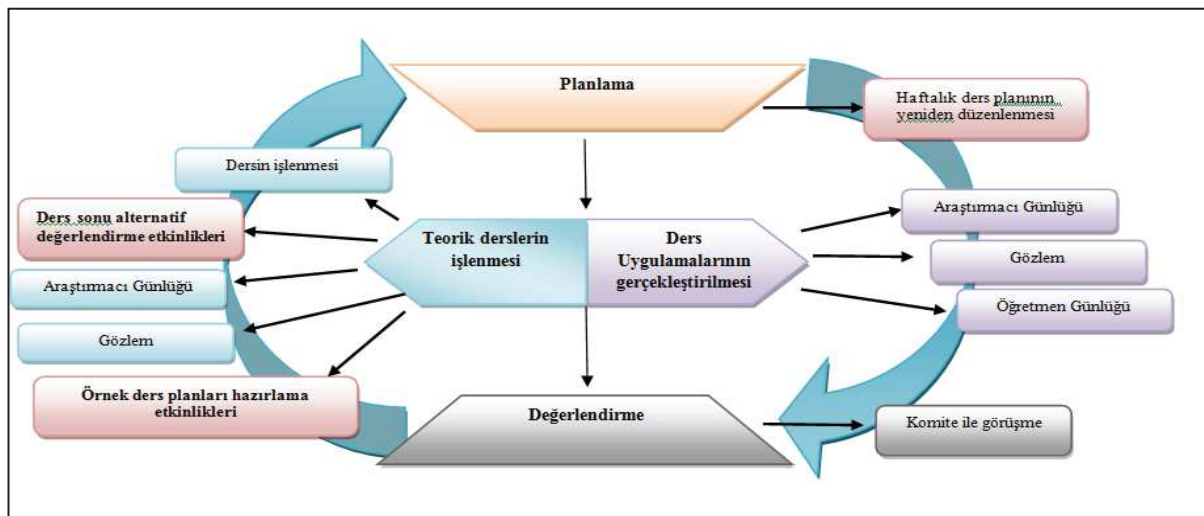 Planlama
Haftalık ders planının
yeniden düzenlenmesi
Dersin işlenmesi
Ders sonu alternatif
değerlendirme etkinlikleri
Araştırmacı Günlüğü
Gözlem
Örnek ders planları hazırlama
etkinlikleri
Teorik derslerin
işlenmesi
Ders
Uygulamalarının
gerçekleştirilmesi
Araştırmacı Günlüğü
Gözlem
Öğretmen Günlüğü
Değerlendirme
Komite ile görüşme